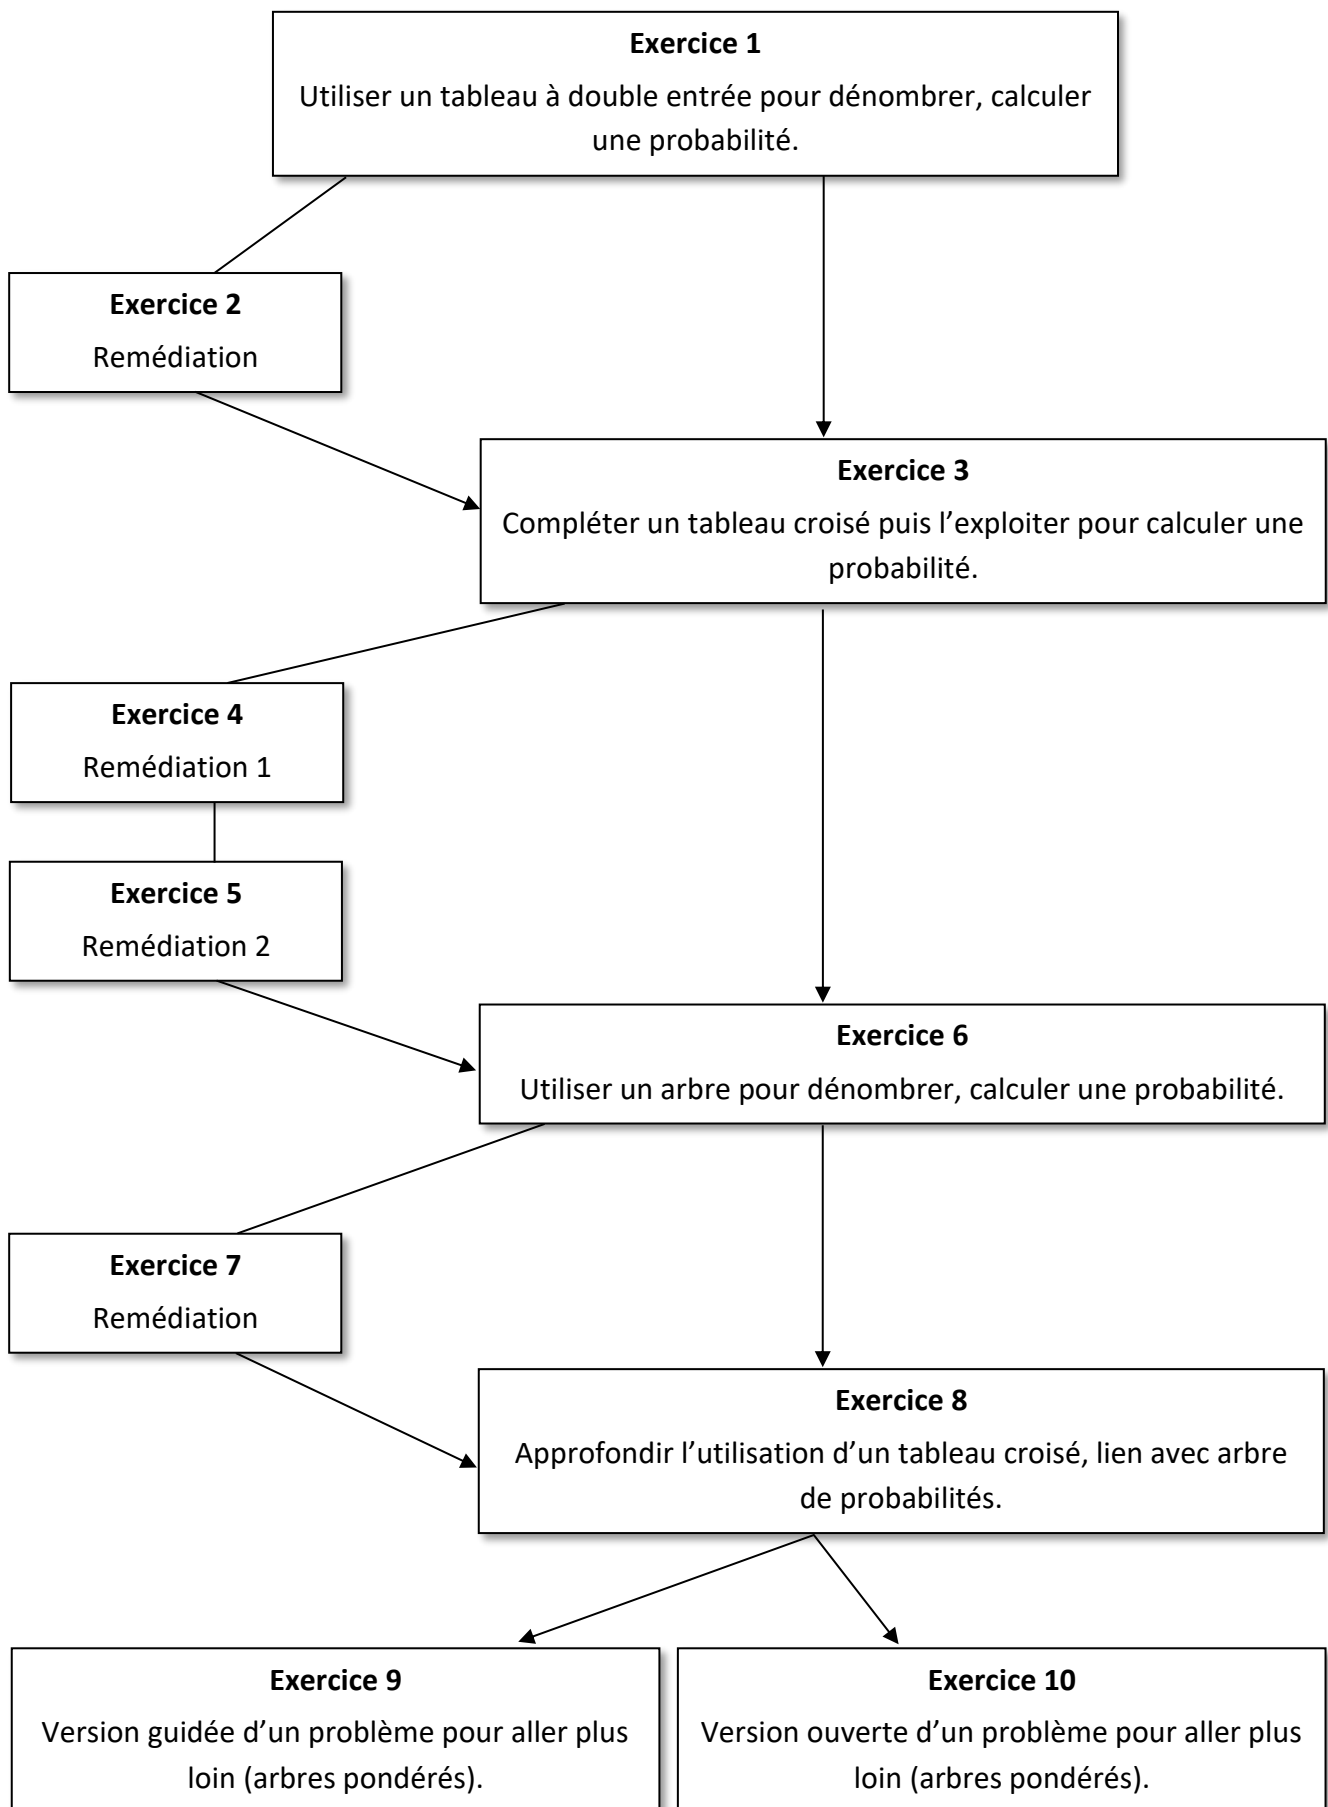 Exercice 1
Utiliser un tableau à double entrée pour dénombrer, calculer
une probabilité.
Exercice 2
Remédiation
Exercice 3
Compléter un tableau croisé puis l’exploiter pour calculer une
probabilité.
Exercice 4
Remédiation 1
Exercice 5
Remédiation 2
Exercice 6
Utiliser un arbre pour dénombrer, calculer une probabilité.
Exercice 7
Remédiation
Exercice 8
Approfondir l’utilisation d’un tableau croisé, lien avec arbre
de probabilités.
Exercice 9
Version guidée d’un problème pour aller plus
loin (arbres pondérés).
Exercice 10
Version ouverte d’un problème pour aller plus
loin (arbres pondérés).